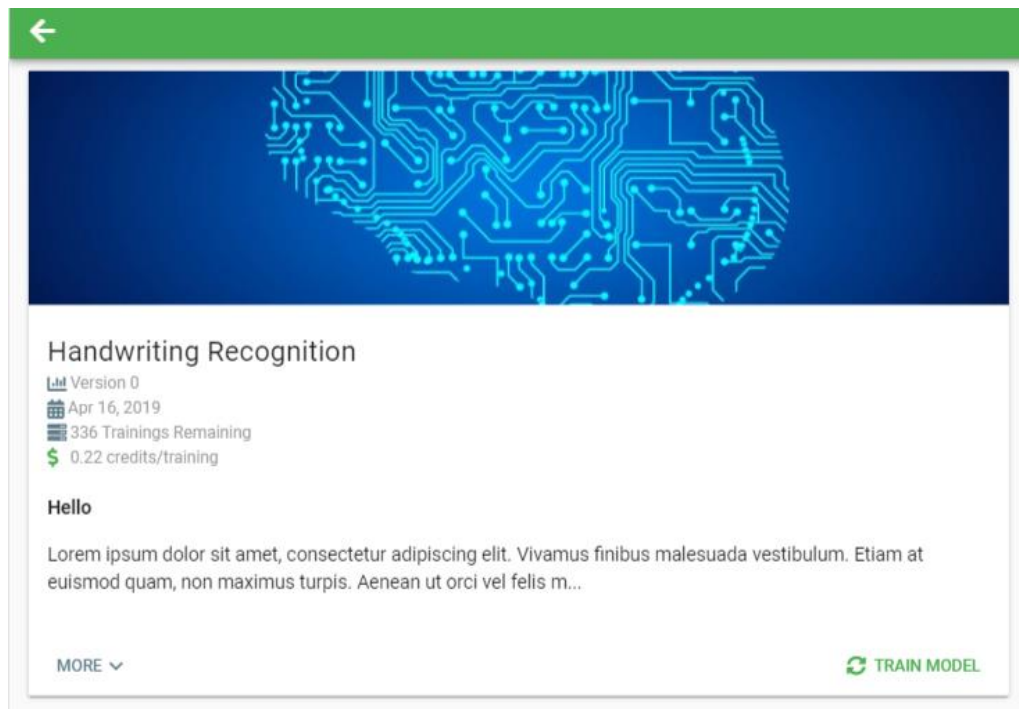 Handwriting Recognition
Version 0
Apr 16, 2019
336 Trainings Remaining
$ 0.22 credits/training
Hello
Lorem ipsum dolor sit amet, consectetur adipiscing elit. Vivamus finibus malesuada vestibulum. Etiam at
euismod quam, non maximus turpis. Aenean ut orci vel felis m...
MORE
TRAIN MODEL